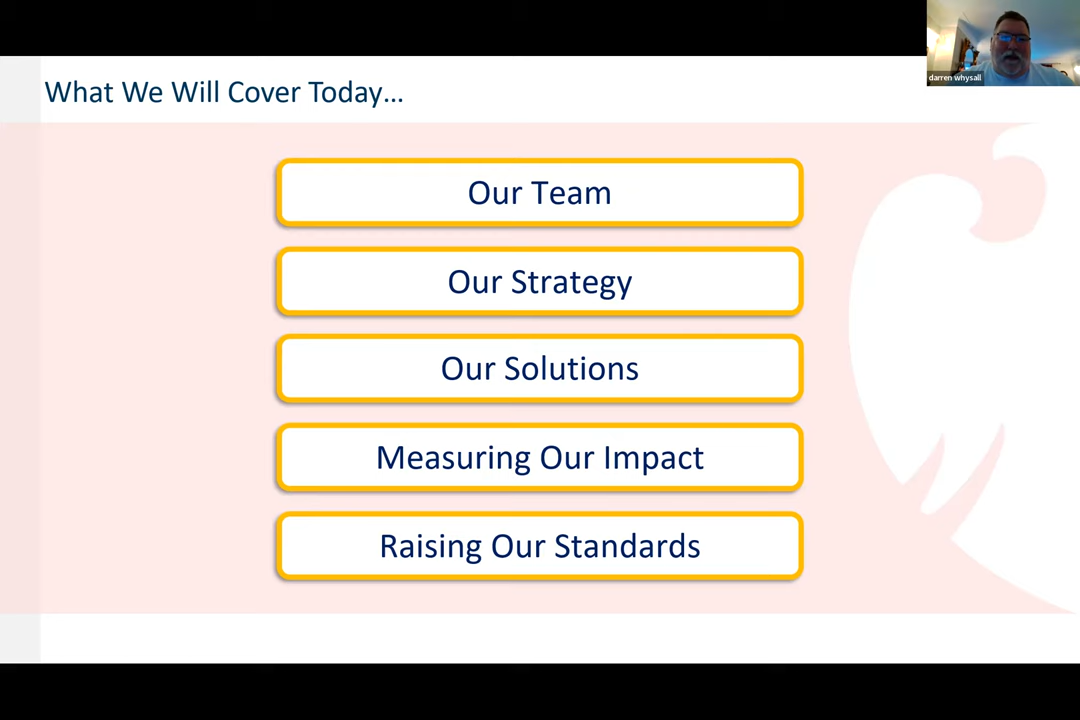 What We Will Cover Today...
darren whysall
Our Team
Our Strategy
Our Solutions
Measuring Our Impact
Raising Our Standards